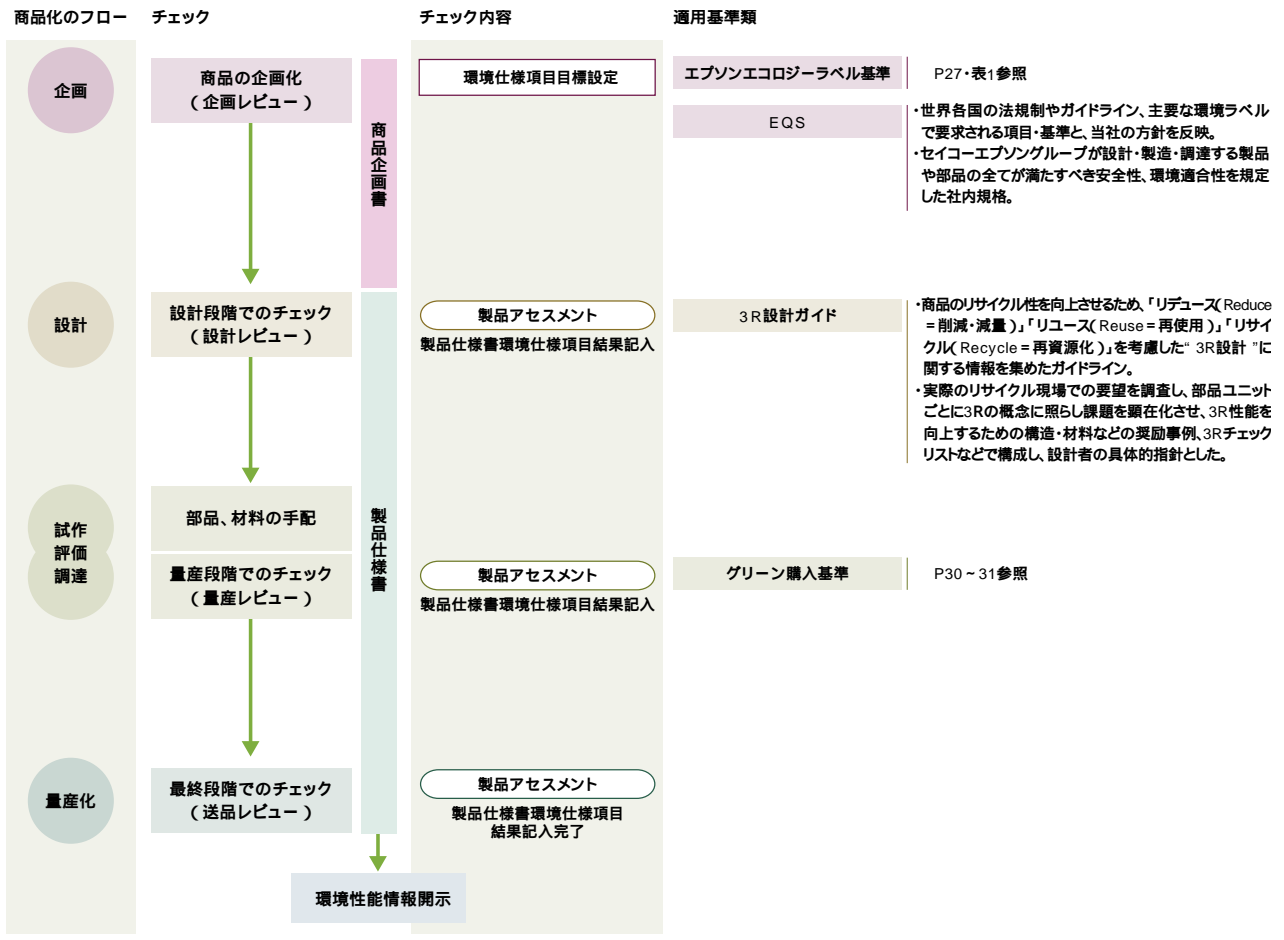 商品化のフロー
チェック
チェック内容
適用基準類
企画
商品の企画化
(企画レビュー)
商品企画書
環境仕様項目目標設定
エプソンエコロジーラベル基準
P27・表1参照
EQS
・世界各国の法規制やガイドライン、主要な環境ラベル
で要求される項目・基準と、当社の方針を反映。
・セイコーエプソングループが設計・製造・調達する製品
や部品の全てが満たすべき安全性、環境適合性を規定
した社内規格。
設計
設計段階でのチェック
(設計レビュー)
製品仕様書
製品アセスメント
製品仕様書環境仕様項目結果記入
3R設計ガイド
・商品のリサイクル性を向上させるため、「リデュース(Reduce
=削減・減量)」「リユース(Reuse=再使用)」「リサイ
クル(Recycle=再資源化)」を考慮した“3R設計”に
関する情報を集めたガイドライン。
・実際のリサイクル現場での要望を調査し、部品ユニット
ごとに3Rの概念に照らし課題を顕在化させ、3R性能を
向上するための構造・材料などの奨励事例、3Rチェック
リストなどで構成し、設計者の具体的指針とした。
試作
評価
調達
部品、材料の手配
量産段階でのチェック
(量産レビュー)
製品アセスメント
製品仕様書環境仕様項目結果記入
グリーン購入基準
P30~31参照
量産化
最終段階でのチェック
(送品レビュー)
製品アセスメント
製品仕様書環境仕様項目
結果記入完了
環境性能情報開示